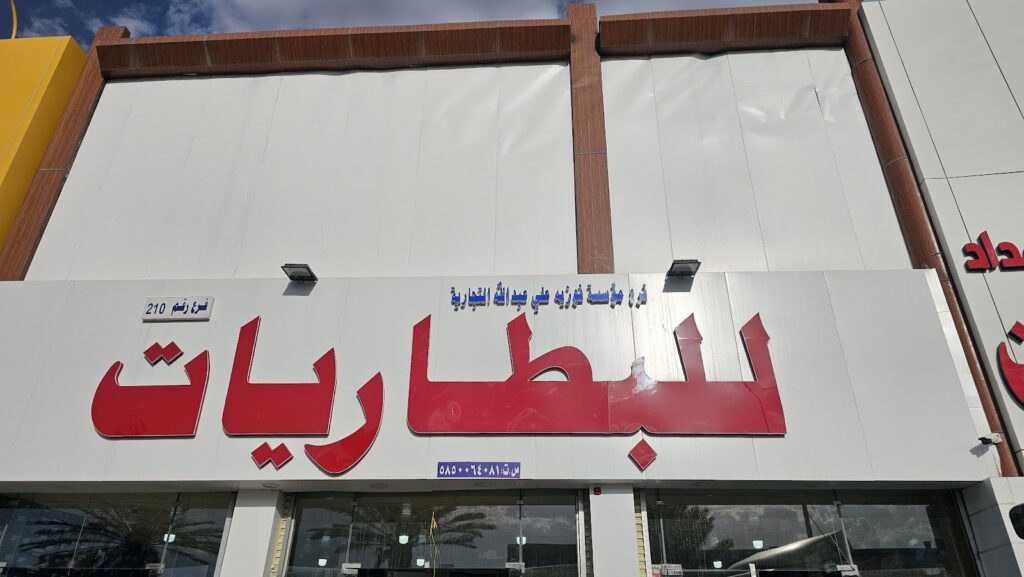 فرع مؤسسة فوزيه علي عبدالله التجارية
فرع رقم 210
للبطاريات
س.ت: ٥٨٥٠٠٦٤٠٨١